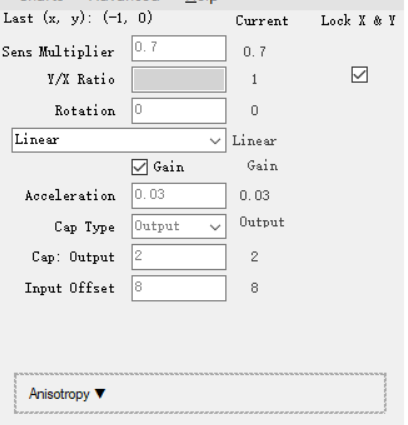 Last (x, y): (-1, 0)
Current
Lock X & Y
Sens Multiplier 0.7 0.7
Y/X Ratio 1
Rotation 0 0
Linear Linear
Gain Gain
Acceleration 0.03 0.03
Cap Type Output Output
Cap: Output 2 2
Input Offset 8 8
Anisotropy ▼